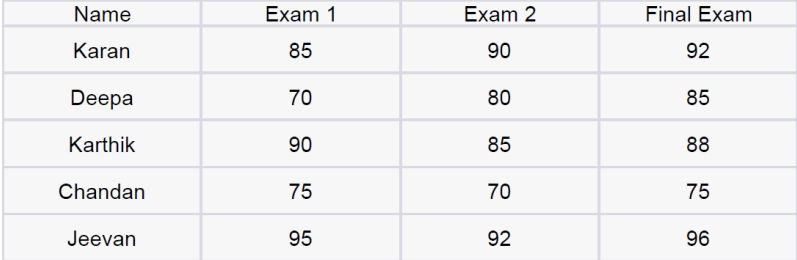 Name Exam 1 Exam 2 Final Exam
Karan 85 90 92
Deepa 70 80 85
Karthik 90 85 88
Chandan 75 70 75
Jeevan 95 92 96